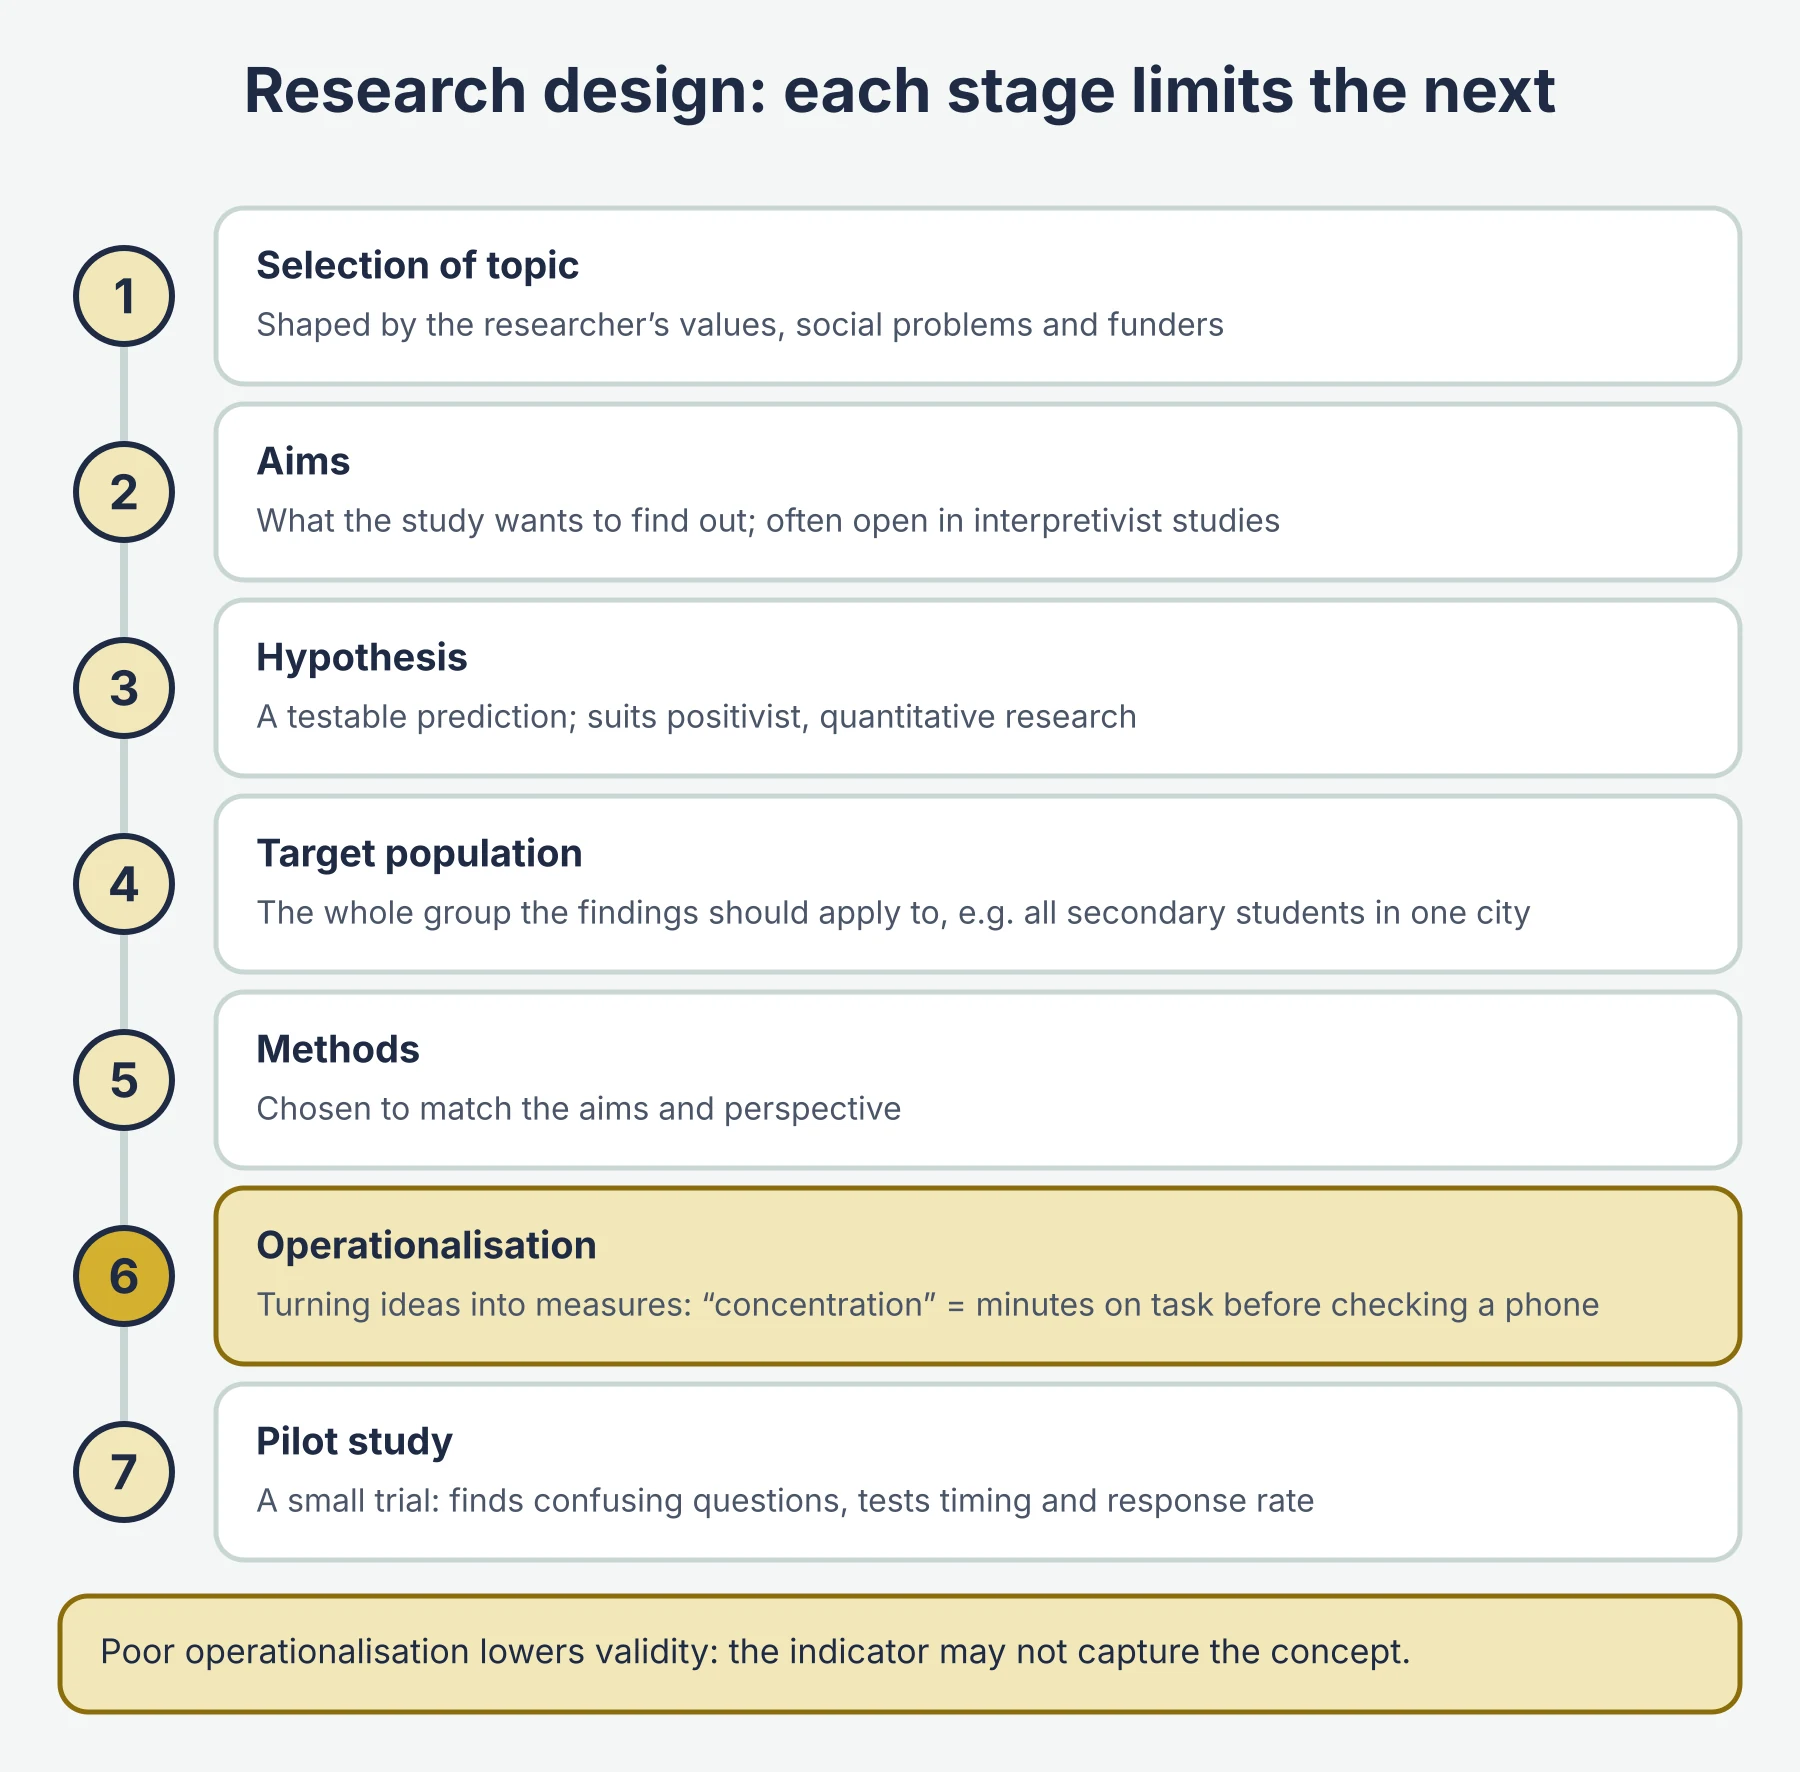 Research design: each stage limits the next
1
Selection of topic
Shaped by the researcher’s values, social problems and funders
2
Aims
What the study wants to find out; often open in interpretivist studies
3
Hypothesis
A testable prediction; suits positivist, quantitative research
4
Target population
The whole group the findings should apply to, e.g. all secondary students in one city
5
Methods
Chosen to match the aims and perspective
6
Operationalisation
Turning ideas into measures: “concentration” = minutes on task before checking a phone
7
Pilot study
A small trial: finds confusing questions, tests timing and response rate
Poor operationalisation lowers validity: the indicator may not capture the concept.